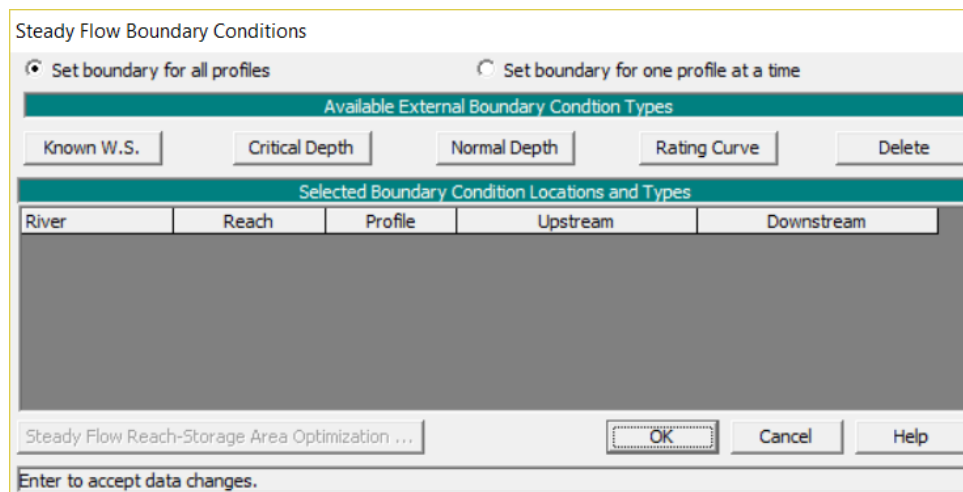 Steady Flow Boundary Conditions
Set boundary for all profiles Set boundary for one profile at a time
Available External Boundary Condtion Types
Known W.S. Critical Depth Normal Depth Rating Curve Delete
Selected Boundary Condition Locations and Types
River Reach Profile Upstream Downstream
Steady Flow Reach-Storage Area Optimization ... OK Cancel Help
Enter to accept data changes.